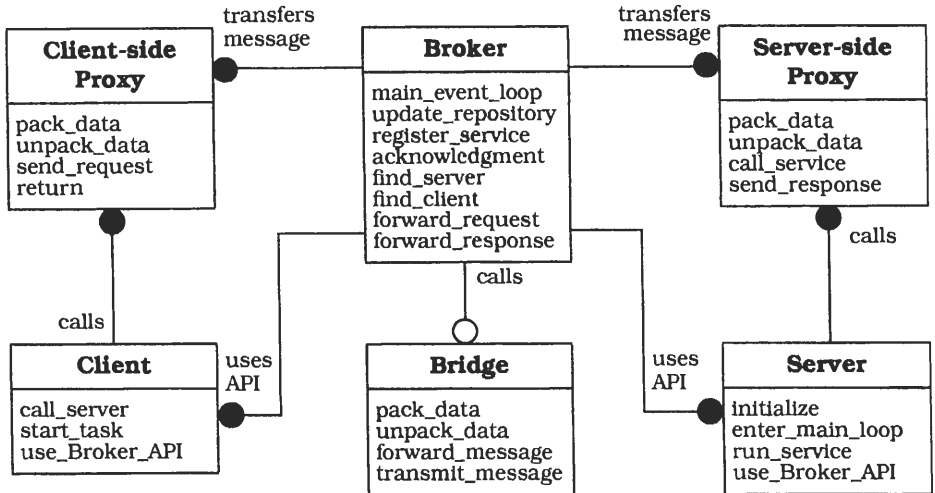 transfers
message
transfers
message
Client-side
Proxy
pack_data
unpack_data
send_request
return
Broker
main_event_loop
update_repository
register_service
acknowledgment
find_server
find_client
forward_request
forward_response
Server-side
Proxy
pack_data
unpack_data
call_service
send_response
calls
calls
calls
uses
API
uses
API
Client
call_server
start_task
use_Broker_API
Bridge
pack_data
unpack_data
forward_message
transmit_message
Server
initialize
enter_main_loop
run_service
use_Broker_API